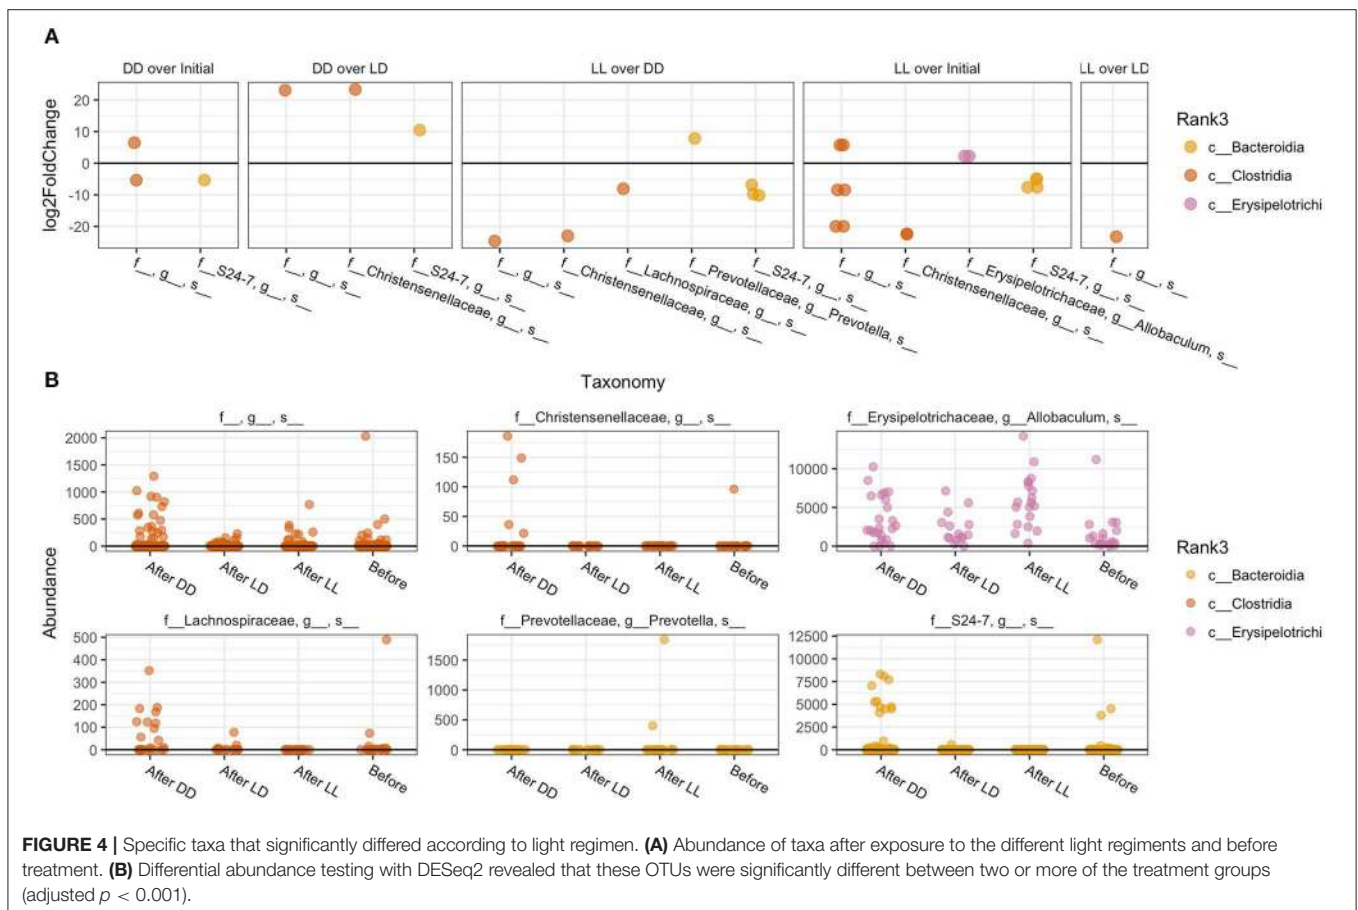 A
DD over Initial
DD over LD
LL over DD
LL over Initial
LL over LD
log2FoldChange
20
10
0
-10
-20
f__, g__, s__
f__S24-7, g__, s__
f__, g__, s__
f__Christensenellaceae, g__, s__
f__S24-7, g__, s__
f__, g__, s__
f__Christensenellaceae, g__, s__
f__Lachnospiraceae, g__, s__
f__Prevotellaceae, g__Prevotella, s__
f__S24-7, g__, s__
f__, g__, s__
f__Christensenellaceae, g__, s__
f__Erysipelotrichaceae, g__Allobaculum, s__
f__S24-7, g__, s__
f__, g__, s__
Taxonomy
Rank3
c__Bacteroidia
c__Clostridia
c__Erysipelotrichi
B
Abundance
f__, g__, s__
2000
1500
1000
500
0
After DD
After LD
After LL
Before
f__Christensenellaceae, g__, s__
150
100
50
0
After DD
After LD
After LL
Before
f__Erysipelotrichaceae, g__Allobaculum, s__
10000
5000
0
After DD
After LD
After LL
Before
f__Lachnospiraceae, g__, s__
500
400
300
200
100
0
After DD
After LD
After LL
Before
f__Prevotellaceae, g__Prevotella, s__
1500
1000
500
0
After DD
After LD
After LL
Before
f__S24-7, g__, s__
12500
10000
7500
5000
2500
0
After DD
After LD
After LL
Before
Rank3
c__Bacteroidia
c__Clostridia
c__Erysipelotrichi
FIGURE 4 | Specific taxa that significantly differed according to light regimen. (A) Abundance of taxa after exposure to the different light regiments and before
treatment. (B) Differential abundance testing with DESeq2 revealed that these OTUs were significantly different between two or more of the treatment groups
(adjusted p < 0.001).